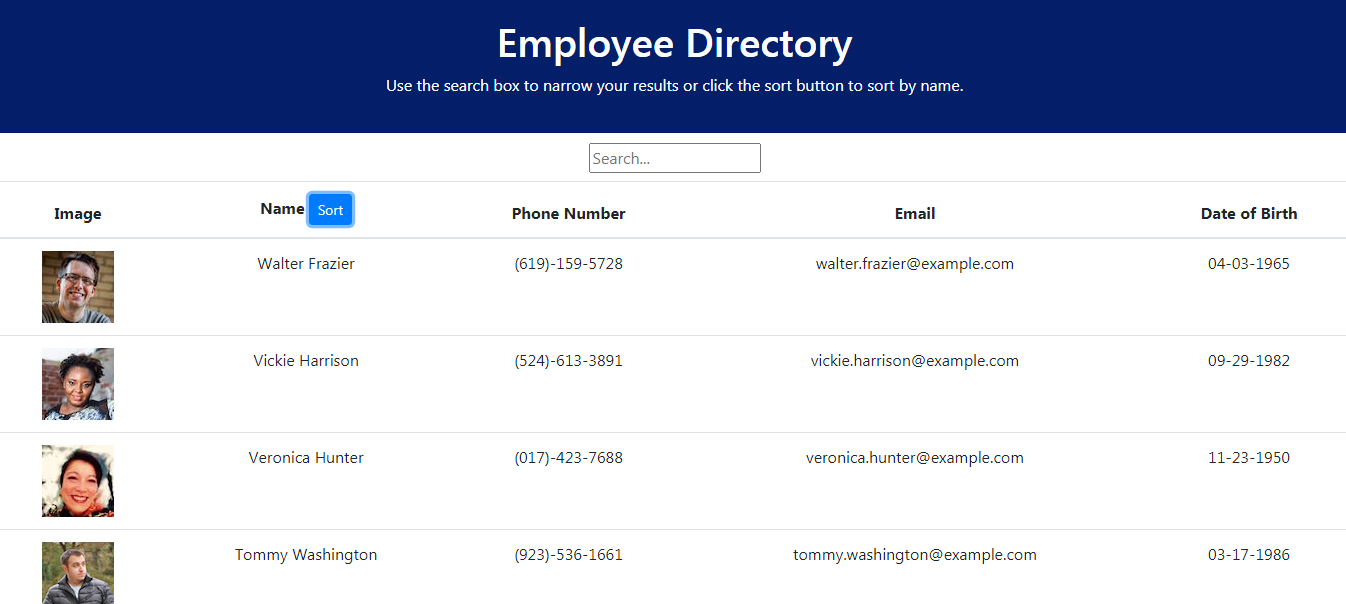 Employee Directory
Use the search box to narrow your results or click the sort button to sort by name.
Search...
Image Name Sort Phone Number Email Date of Birth
Walter Frazier (619)-159-5728 walter.frazier@example.com 04-03-1965
Vickie Harrison (524)-613-3891 vickie.harrison@example.com 09-29-1982
Veronica Hunter (017)-423-7688 veronica.hunter@example.com 11-23-1950
Tommy Washington (923)-536-1661 tommy.washington@example.com 03-17-1986